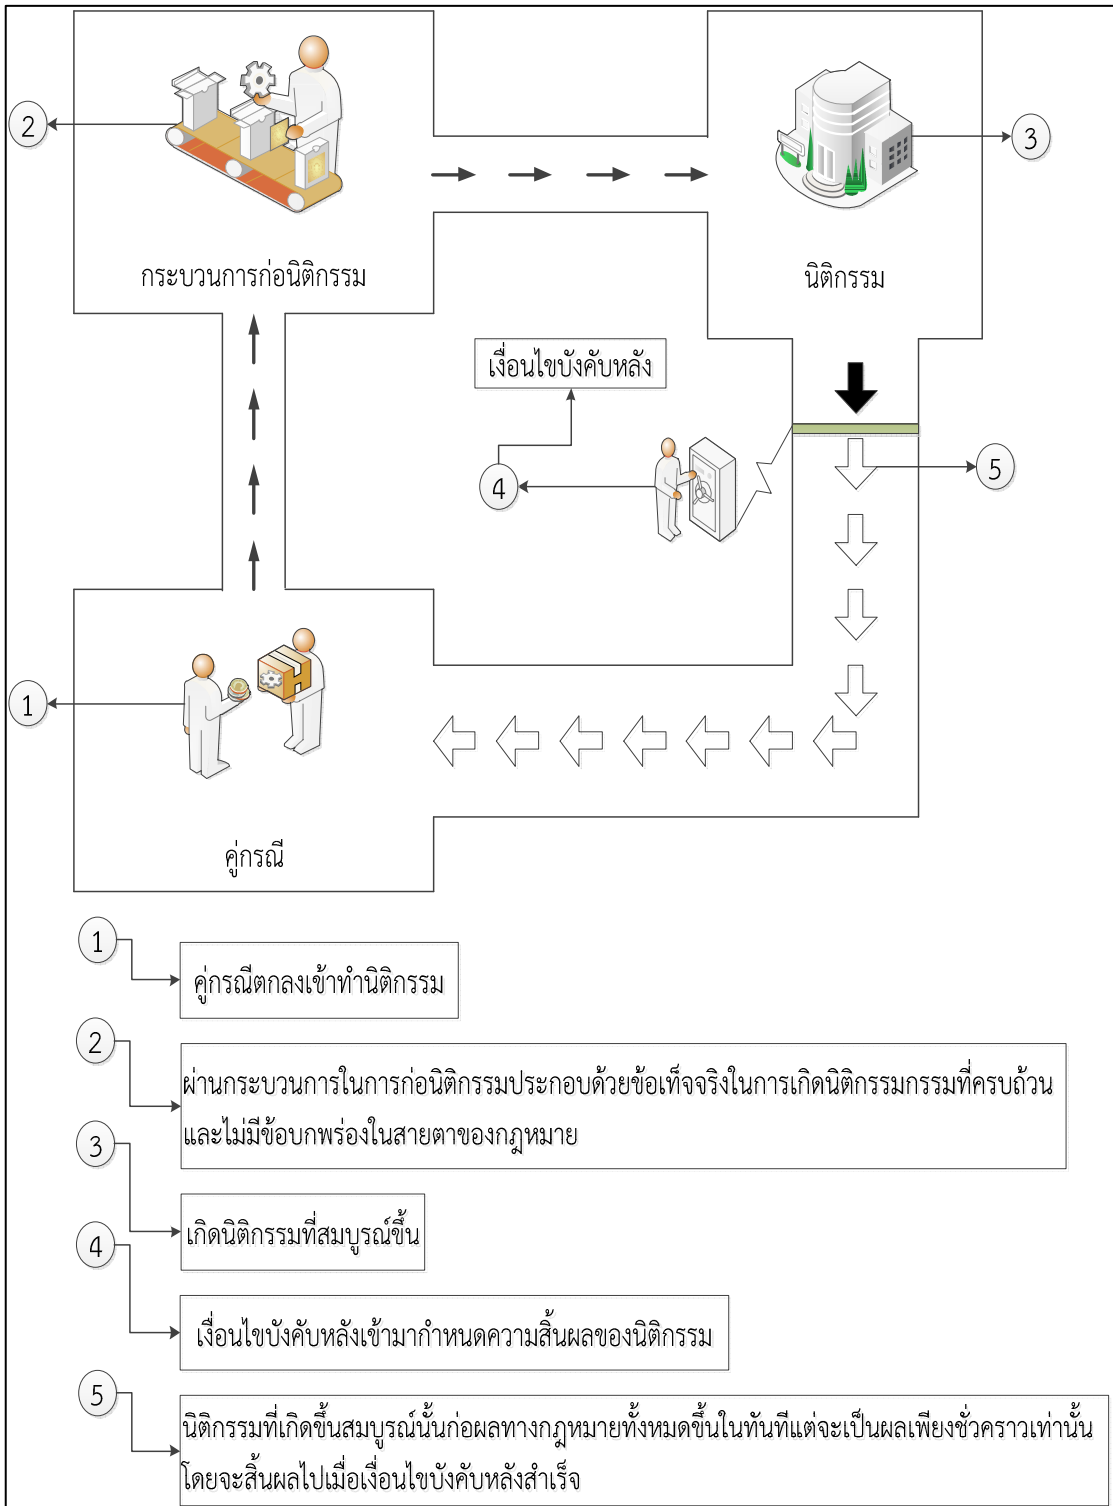 2
3
กระบวนการก่อนิติกรรม
นิติกรรม
เงื่อนไขบังคับหลัง
4
5
1
คู่กรณี
1
คู่กรณีตกลงเข้าทำนิติกรรม
2
ผ่านกระบวนการในการก่อนิติกรรมประกอบด้วยข้อเท็จจริงในการเกิดนิติกรรมกรรมที่ครบถ้วน
และไม่มีข้อบกพร่องในสายตาของกฎหมาย
3
เกิดนิติกรรมที่สมบูรณ์ขึ้น
4
เงื่อนไขบังคับหลังเข้ามากำหนดความสิ้นผลของนิติกรรม
5
นิติกรรมที่เกิดขึ้นสมบูรณ์นั้นก่อผลทางกฎหมายทั้งหมดขึ้นในทันทีแต่จะเป็นผลเพียงชั่วคราวเท่านั้น
โดยจะสิ้นผลไปเมื่อเงื่อนไขบังคับหลังสำเร็จ